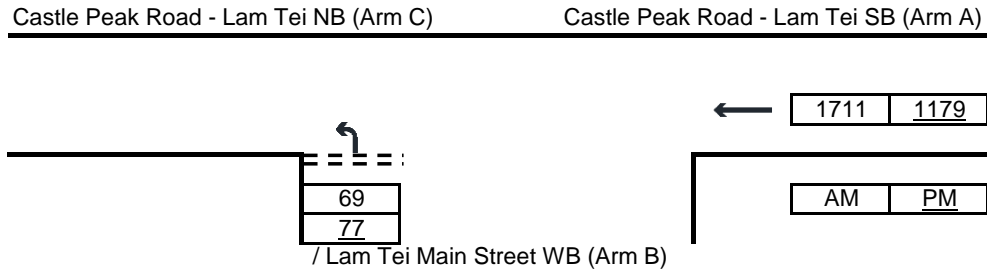 Castle Peak Road - Lam Tei NB (Arm C) Castle Peak Road - Lam Tei SB (Arm A)
1711 1179
69 AM PM
77
/ Lam Tei Main Street WB (Arm B)